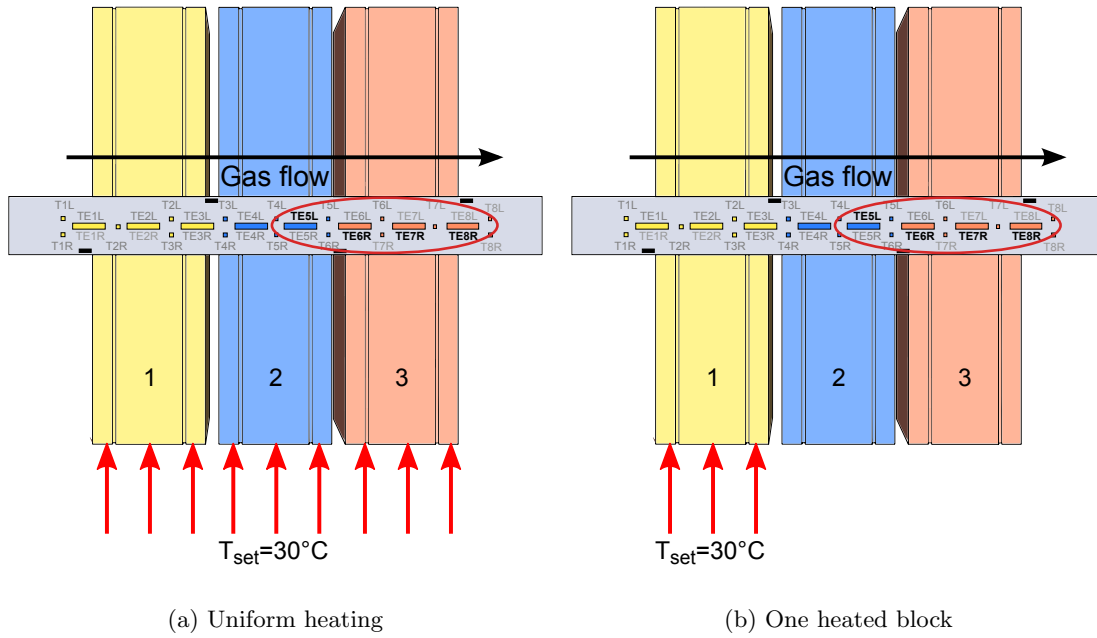 Gas flow
T1L T2L T3L T4L T5L T6L T7L T8L
TE1L TE2L TE3L TE4L TE5L TE6L TE7L TE8L
TE1R TE2R TE3R TE4R TE5R TE6R TE7R TE8R
T1R T2R T3R T4R T5R T6R T7R T8R
1 2 3
Tset=30°C
(a) Uniform heating
Gas flow
T1L T2L T3L T4L T5L T6L T7L T8L
TE1L TE2L TE3L TE4L TE5L TE6L TE7L TE8L
TE1R TE2R TE3R TE4R TE5R TE6R TE7R TE8R
T1R T2R T3R T4R T5R T6R T7R T8R
1 2 3
Tset=30°C
(b) One heated block